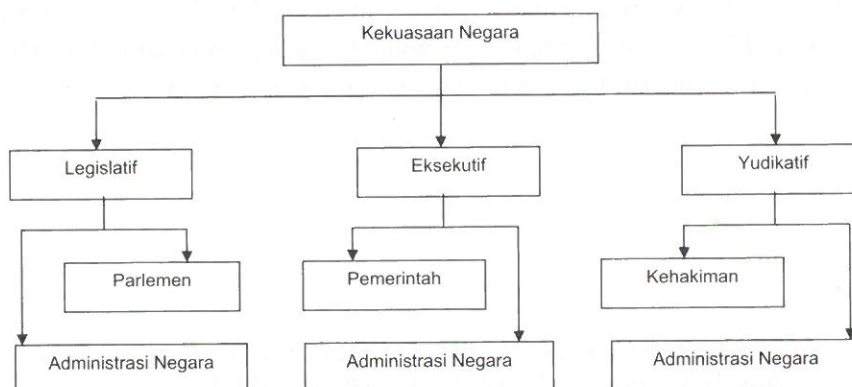 Kekuasaan Negara
Legislatif
Eksekutif
Yudikatif
Parlemen
Pemerintah
Kehakiman
Administrasi Negara
Administrasi Negara
Administrasi Negara